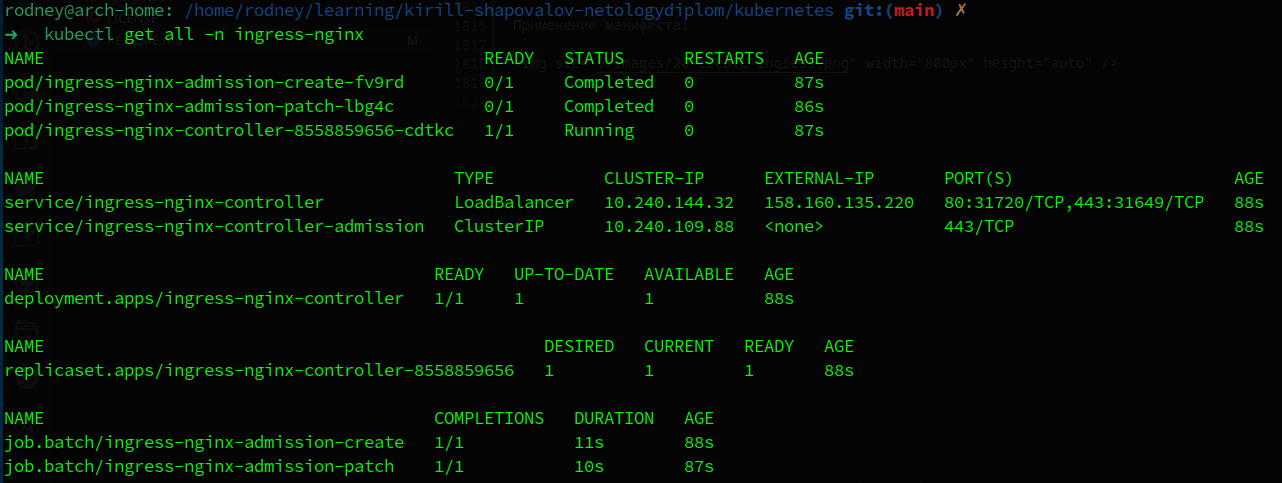 rodney@arch-home: /home/rodney/learning/kirill-shapovalov-netologydiplom/kubernetes git:(main) ✗
➜ kubectl get all -n ingress-nginx
NAME READY STATUS RESTARTS AGE
pod/ingress-nginx-admission-create-fv9rd 0/1 Completed 0 87s
pod/ingress-nginx-admission-patch-lbg4c 0/1 Completed 0 86s
pod/ingress-nginx-controller-8558859656-cdtkc 1/1 Running 0 87s
NAME TYPE CLUSTER-IP EXTERNAL-IP PORT(S) AGE
service/ingress-nginx-controller LoadBalancer 10.240.144.32 158.160.135.220 80:31720/TCP,443:31649/TCP 88s
service/ingress-nginx-controller-admission ClusterIP 10.240.109.88 <none> 443/TCP 88s
NAME READY UP-TO-DATE AVAILABLE AGE
deployment.apps/ingress-nginx-controller 1/1 1 1 88s
NAME DESIRED CURRENT READY AGE
replicaset.apps/ingress-nginx-controller-8558859656 1 1 1 88s
NAME COMPLETIONS DURATION AGE
job.batch/ingress-nginx-admission-create 1/1 11s 88s
job.batch/ingress-nginx-admission-patch 1/1 10s 87s